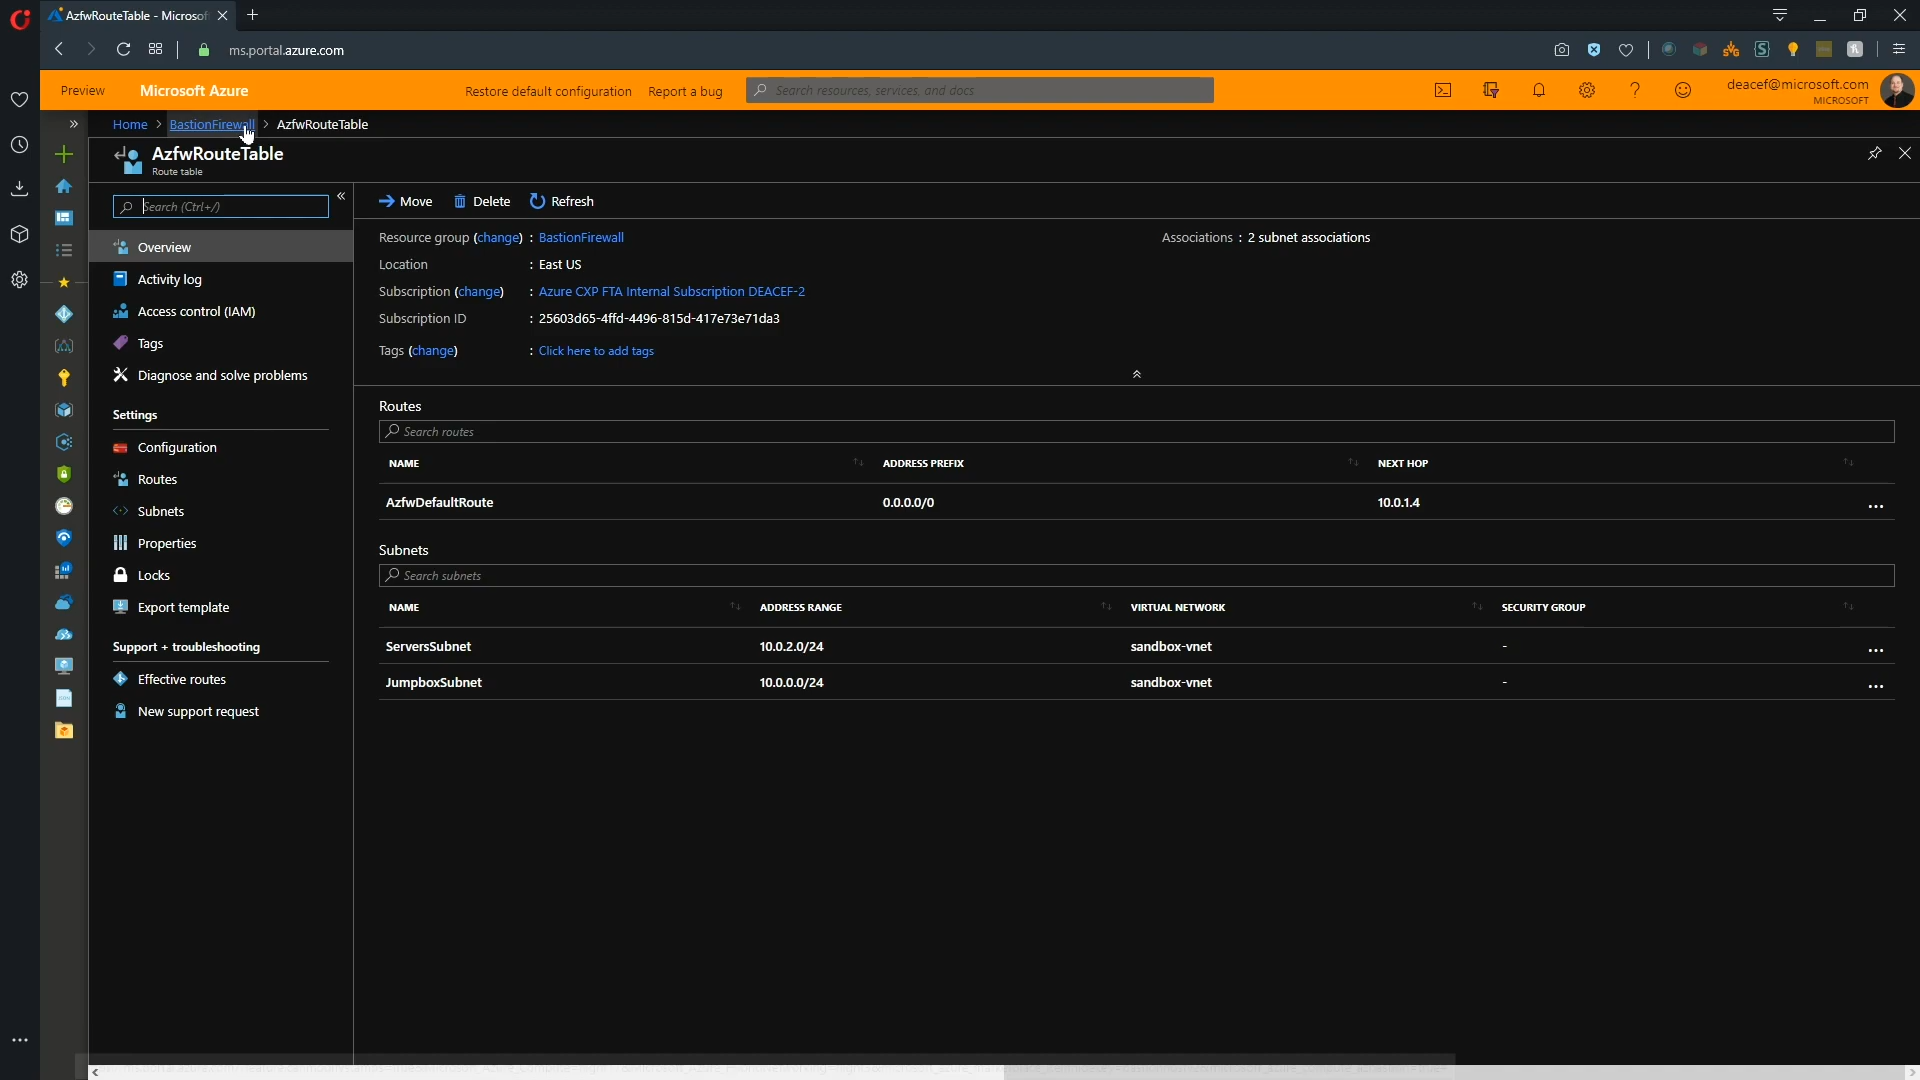 AzfwRouteTable - Microsof
ms.portal.azure.com
Preview
Microsoft Azure
Restore default configuration
Report a bug
Search resources, services, and docs
deacef@microsoft.com
MICROSOFT
Home > BastionFirewall > AzfwRouteTable
AzfwRouteTable
Route table
Search (Ctrl+/)
Overview
Activity log
Access control (IAM)
Tags
Diagnose and solve problems
Settings
Configuration
Routes
Subnets
Properties
Locks
Export template
Support + troubleshooting
Effective routes
New support request
Move Delete Refresh
Resource group (change) : BastionFirewall
Location : East US
Subscription (change) : Azure CXP FTA Internal Subscription DEACEF-2
Subscription ID : 25603d65-4ffd-4496-815d-417e73e71da3
Tags (change) : Click here to add tags
Associations : 2 subnet associations
Routes
Search routes
NAME ADDRESS PREFIX NEXT HOP
AzfwDefaultRoute 0.0.0.0/0 10.0.1.4 ...
Subnets
Search subnets
NAME ADDRESS RANGE VIRTUAL NETWORK SECURITY GROUP
ServersSubnet 10.0.2.0/24 sandbox-vnet - ...
JumpboxSubnet 10.0.0.0/24 sandbox-vnet - ...